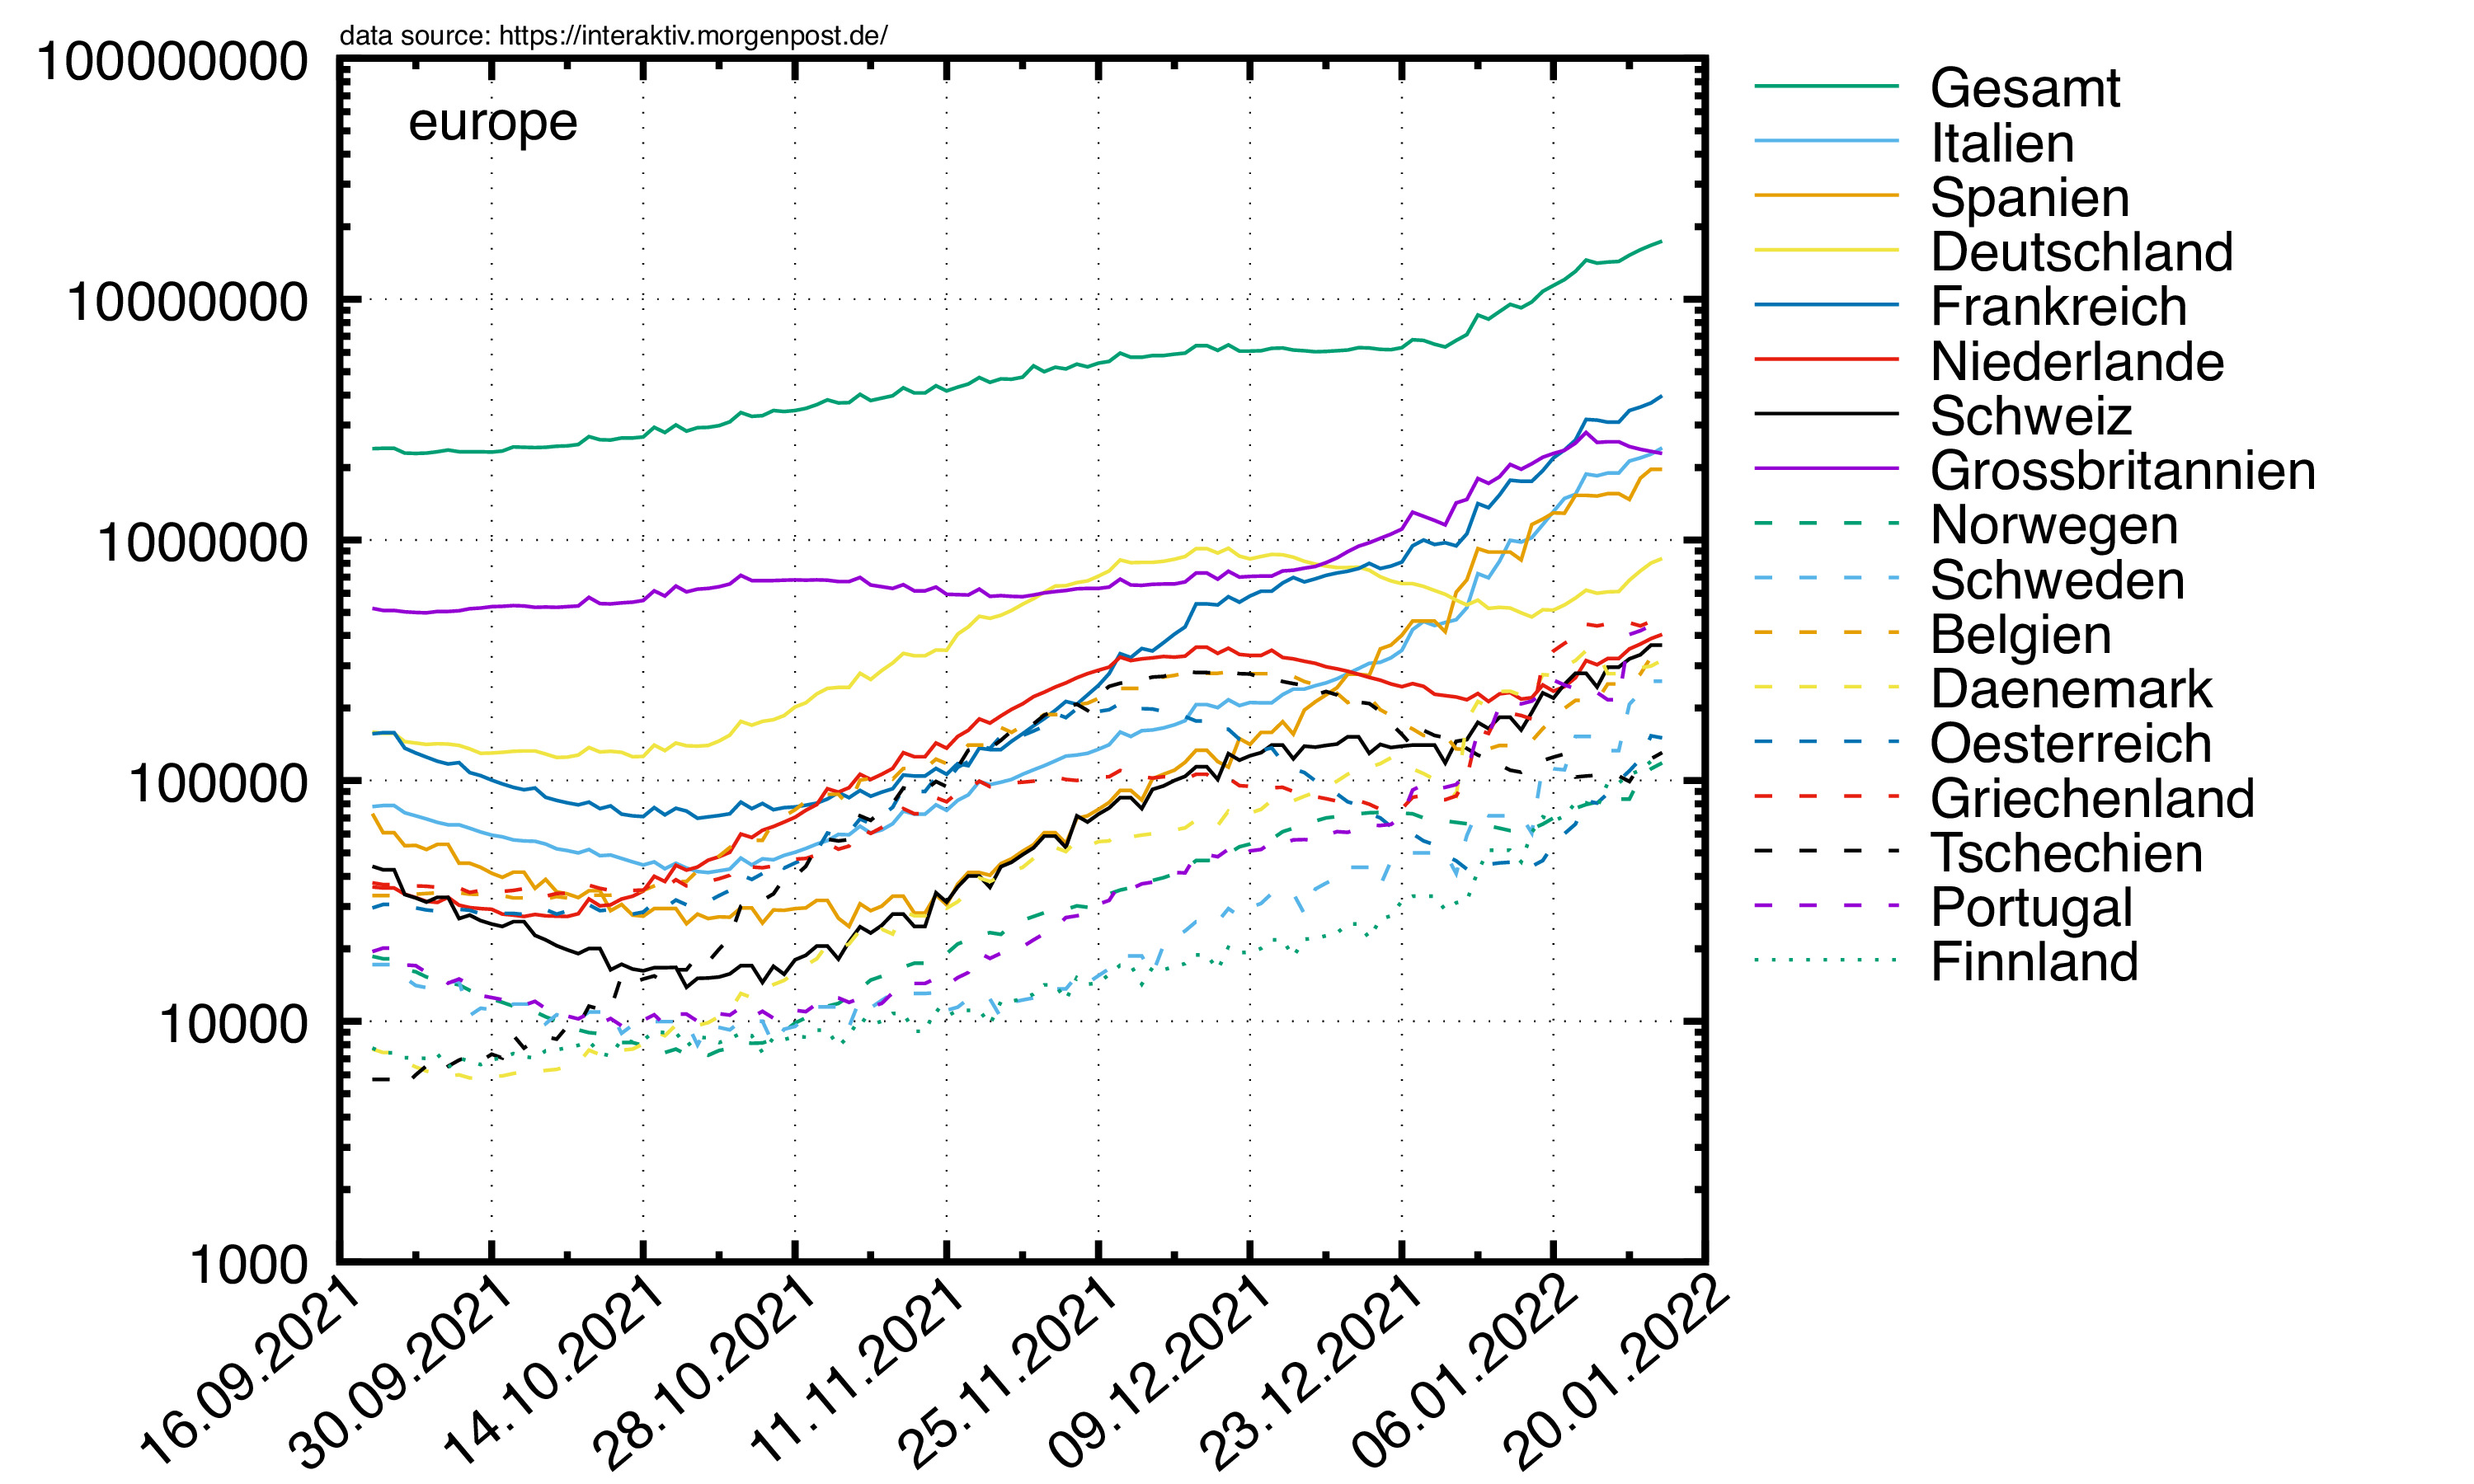 data source: https://interaktiv.morgenpost.de/
europe
100000000
10000000
1000000
100000
10000
1000
16.09.2021
30.09.2021
14.10.2021
28.10.2021
11.11.2021
25.11.2021
09.12.2021
23.12.2021
06.01.2022
20.01.2022
Gesamt
Italien
Spanien
Deutschland
Frankreich
Niederlande
Schweiz
Grossbritannien
Norwegen
Schweden
Belgien
Daenemark
Oesterreich
Griechenland
Tschechien
Portugal
Finnland